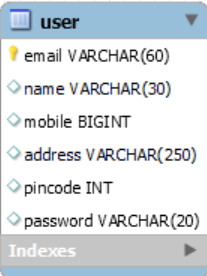 user
email VARCHAR(60)
name VARCHAR(30)
mobile BIGINT
address VARCHAR(250)
pincode INT
password VARCHAR(20)
Indexes